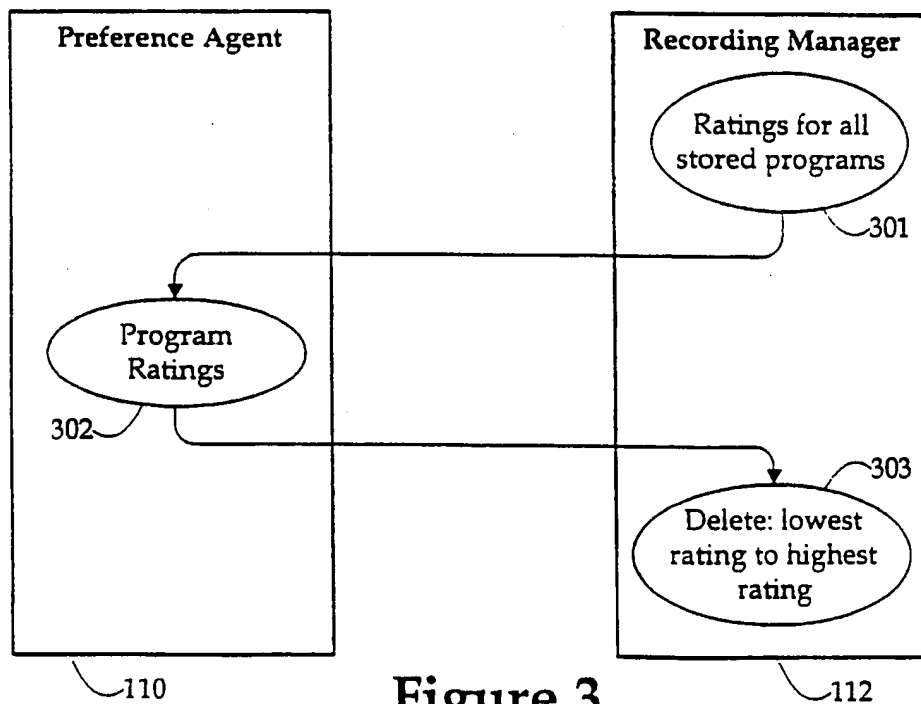 Preference Agent
Recording Manager
Ratings for all
stored programs
301
Program
Ratings
302
303
Delete: lowest
rating to highest
rating
110
Figure 3
112